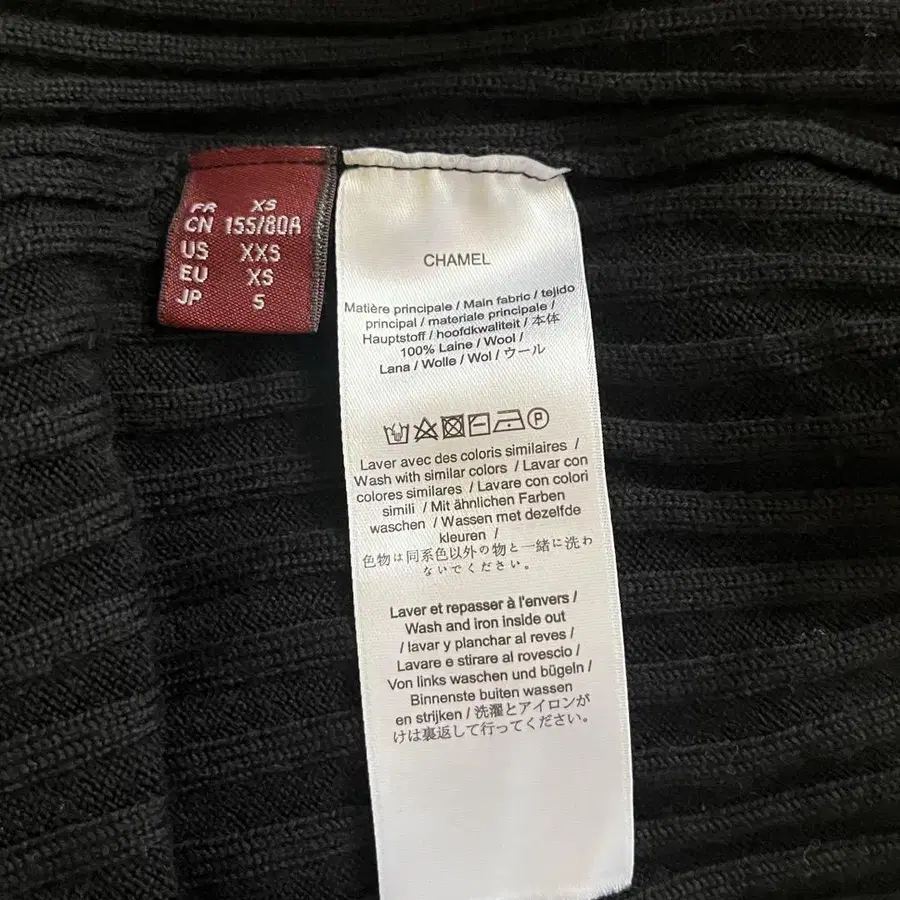 FR XS
CN 155/80A
US XXS
EU XS
JP S
CHAMEL
Matière principale / Main fabric / tejido
principal / materiale principale /
Hauptstoff / hoofdkwaliteit / 本体
100% Laine / Wool /
Lana / Wolle / Wol / ウール
P
Laver avec des coloris similaires /
Wash with similar colors / Lavar con
colores similares / Lavare con colori
simili / Mit ähnlichen Farben
waschen / Wassen met dezelfde
kleuren /
色物は同系色以外の物と一緒に洗わ
ないでください。
Laver et repasser à l'envers /
Wash and iron inside out
/ lavar y planchar al reves /
Lavare e stirare al rovescio /
Von links waschen und bügeln /
Binnenste buiten wassen
en strijken / 洗濯とアイロンが
けは裏返して行ってください。